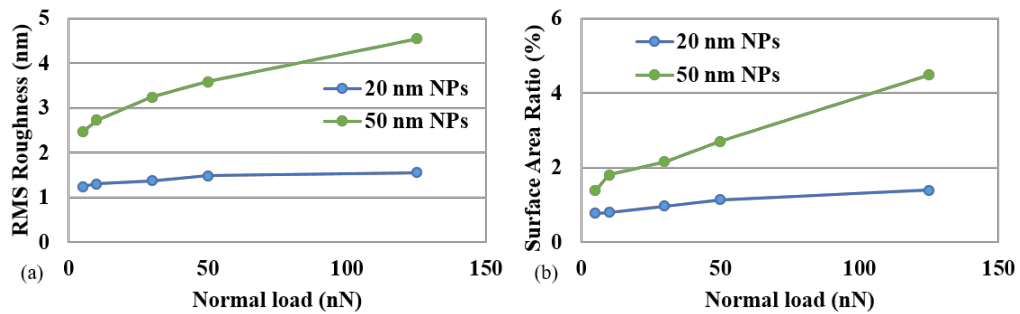 RMS Roughness (nm)
5
4
3
2
1
0
20 nm NPs
50 nm NPs
0 50 100 150
Normal load (nN)
(a)
Surface Area Ratio (%)
6
4
2
0
20 nm NPs
50 nm NPs
0 50 100 150
Normal load (nN)
(b)